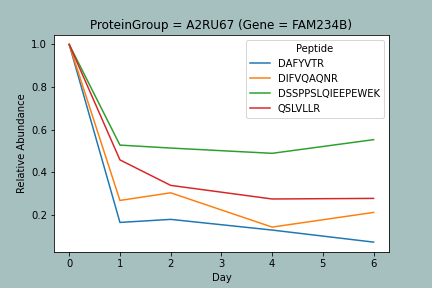 ProteinGroup = A2RU67 (Gene = FAM234B)
Peptide
DAFYVTR
DIFVQAQNR
DSSPPSLQIEEPEWEK
QSLVLLR
Relative Abundance
1.0
0.8
0.6
0.4
0.2
0 1 2 3 4 5 6
Day